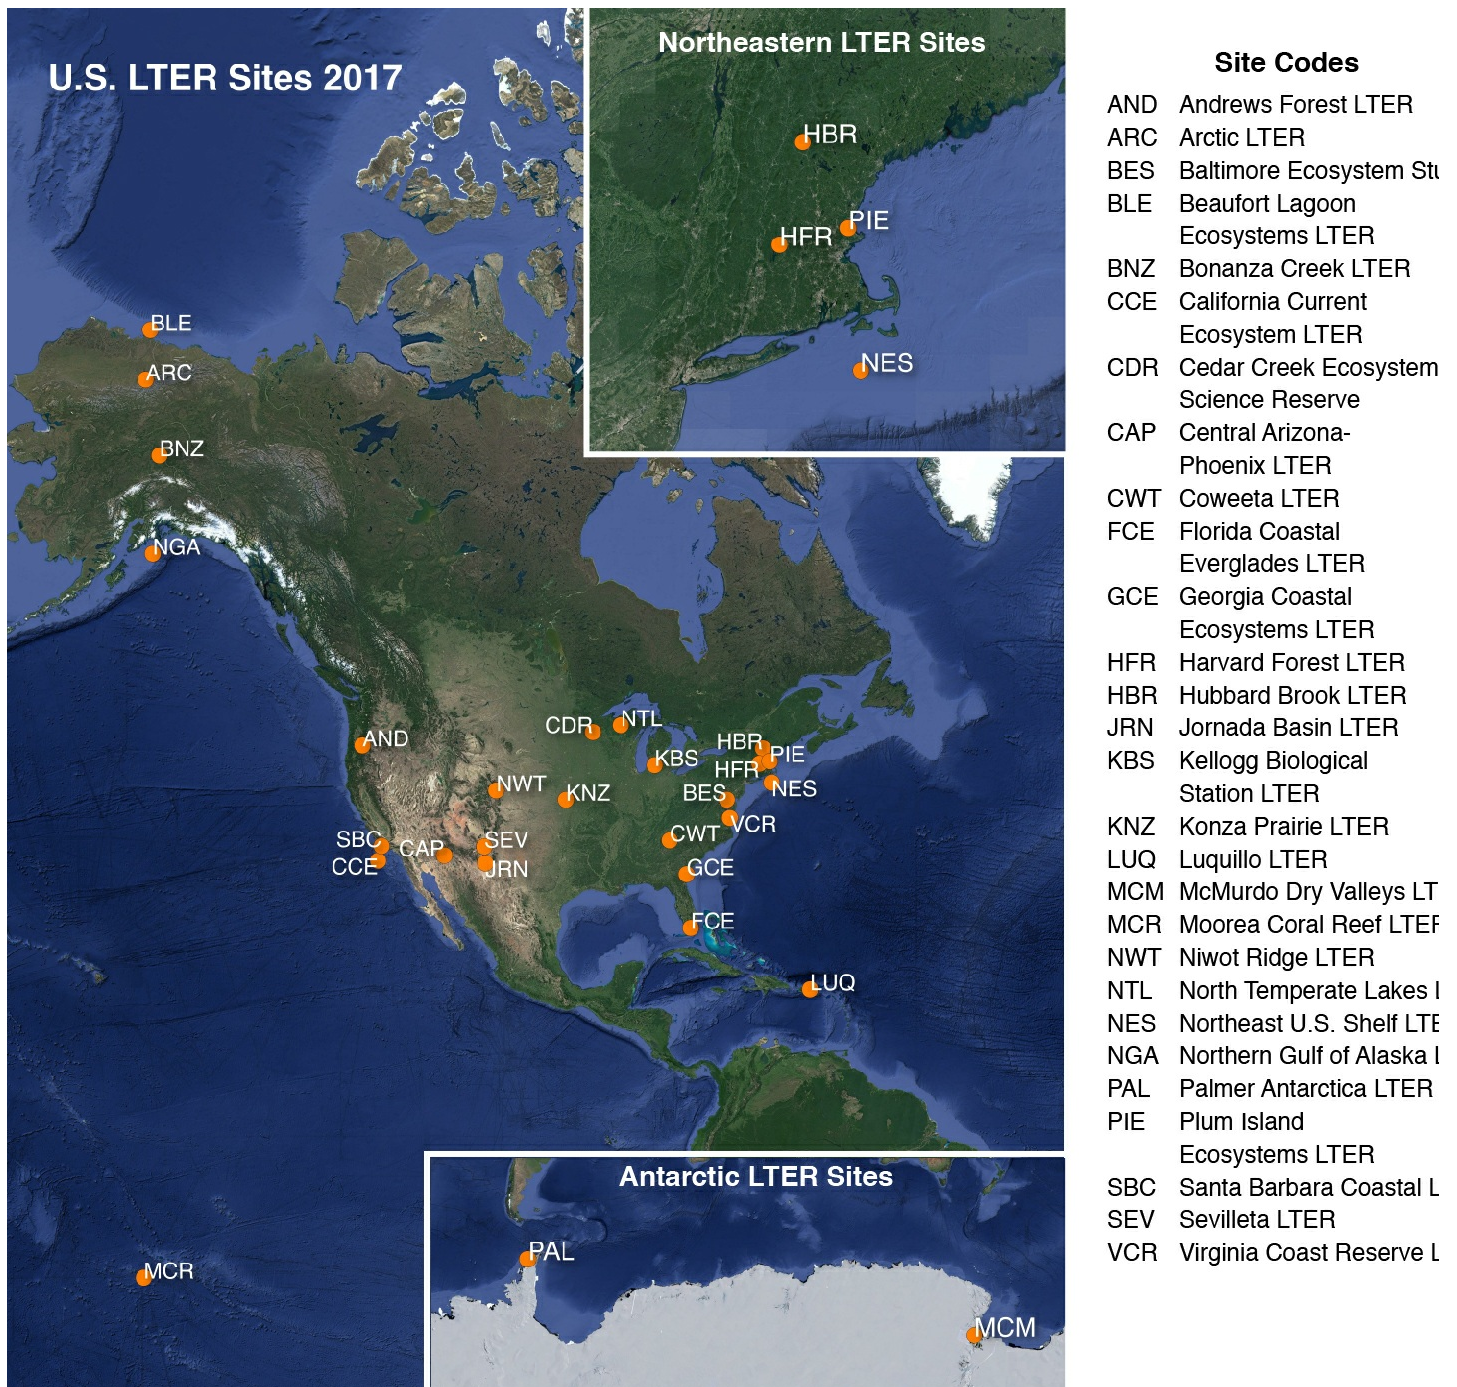 U.S. LTER Sites 2017
Northeastern LTER Sites
HBR
PIE
HFR
NES
BLE
ARC
BNZ
NGA
CDR
NTL
AND
HBR
PIE
KBS
HFR
NWT
NES
KNZ
BES
VCR
CWT
SBC
CAP
SEV
CCE
JRN
GCE
FCE
LUQ
MCR
Antarctic LTER Sites
PAL
MCM
Site Codes
AND Andrews Forest LTER
ARC Arctic LTER
BES Baltimore Ecosystem Stu
BLE Beaufort Lagoon
Ecosystems LTER
BNZ Bonanza Creek LTER
CCE California Current
Ecosystem LTER
CDR Cedar Creek Ecosystem
Science Reserve
CAP Central Arizona-
Phoenix LTER
CWT Coweeta LTER
FCE Florida Coastal
Everglades LTER
GCE Georgia Coastal
Ecosystems LTER
HFR Harvard Forest LTER
HBR Hubbard Brook LTER
JRN Jornada Basin LTER
KBS Kellogg Biological
Station LTER
KNZ Konza Prairie LTER
LUQ Luquillo LTER
MCM McMurdo Dry Valleys LT
MCR Moorea Coral Reef LTER
NWT Niwot Ridge LTER
NTL North Temperate Lakes L
NES Northeast U.S. Shelf LTE
NGA Northern Gulf of Alaska L
PAL Palmer Antarctica LTER
PIE Plum Island
Ecosystems LTER
SBC Santa Barbara Coastal L
SEV Sevilleta LTER
VCR Virginia Coast Reserve L